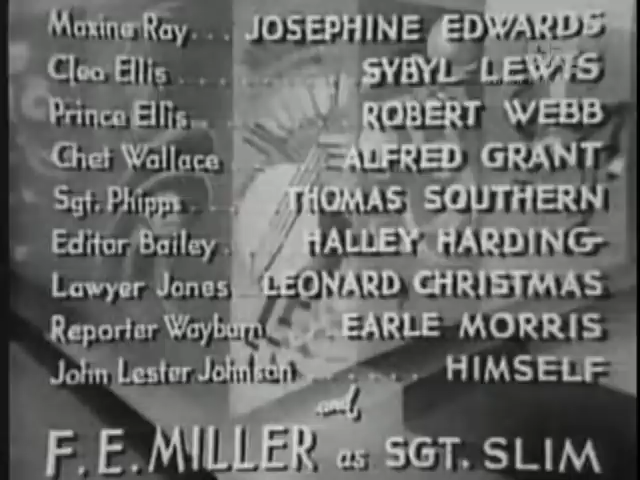 Maxine Ray... JOSEPHINE EDWARDS
Cleo Ellis.......... SYBYL LEWIS
Prince Ellis....... ROBERT WEBB
Chet Wallace.... ALFRED GRANT
Sgt. Phipps.... THOMAS SOUTHERN
Editor Bailey... HALLEY HARDING
Lawyer Jones. LEONARD CHRISTMAS
Reporter Wayburn.... EARLE MORRIS
John Lester Johnson....... HIMSELF
and
F. E. MILLER as SGT. SLIM